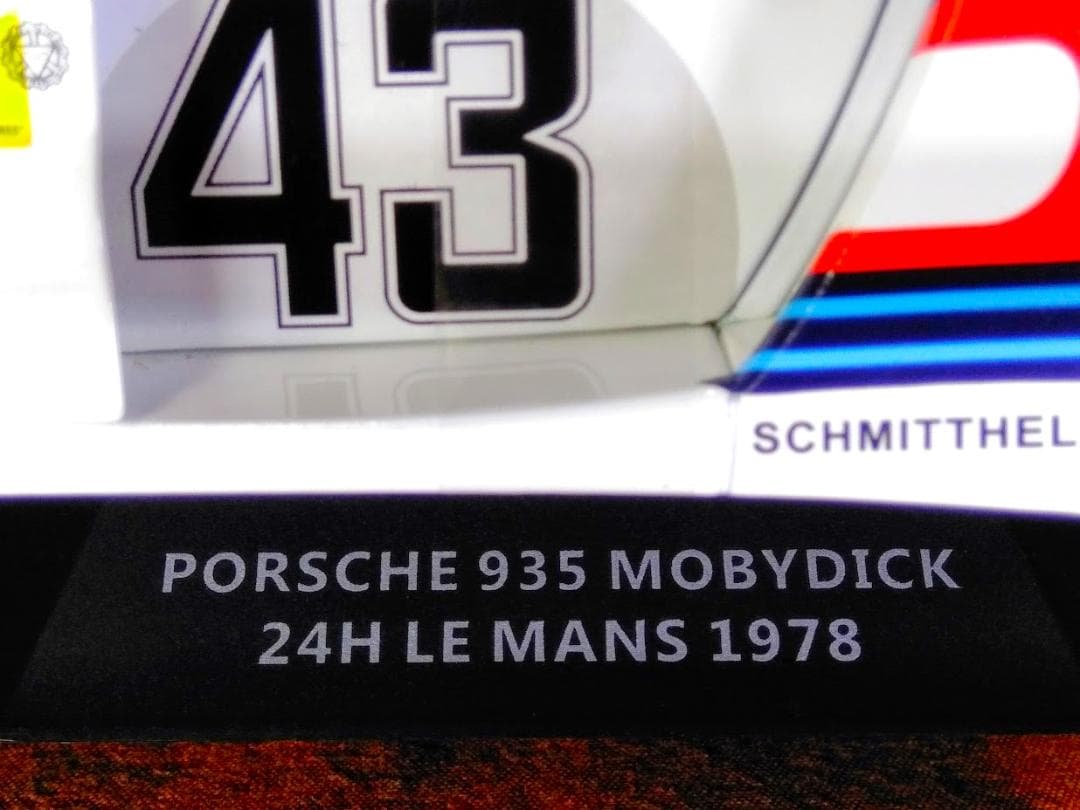 43
SCHMITTHEL
PORSCHE 935 MOBYDICK
24H LE MANS 1978